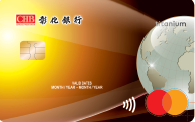 CHB 彰化銀行
titanium
VALID DATES
MONTH / YEAR - MONTH / YEAR